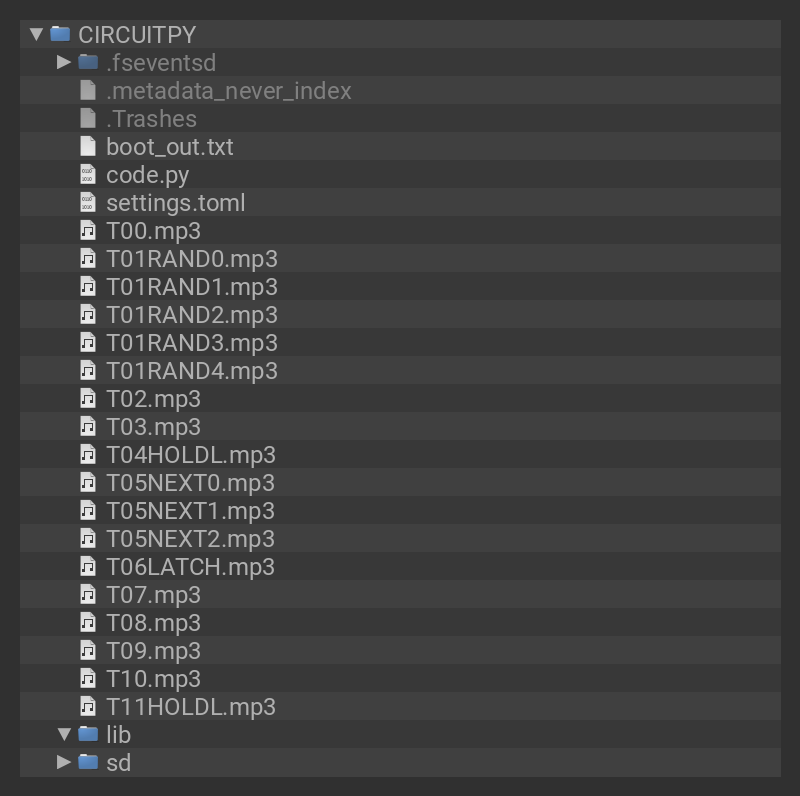 CIRCUITPY
.fseventsd
.metadata_never_index
.Trashes
boot_out.txt
code.py
settings.toml
T00.mp3
T01RAND0.mp3
T01RAND1.mp3
T01RAND2.mp3
T01RAND3.mp3
T01RAND4.mp3
T02.mp3
T03.mp3
T04HOLDL.mp3
T05NEXT0.mp3
T05NEXT1.mp3
T05NEXT2.mp3
T06LATCH.mp3
T07.mp3
T08.mp3
T09.mp3
T10.mp3
T11HOLDL.mp3
lib
sd